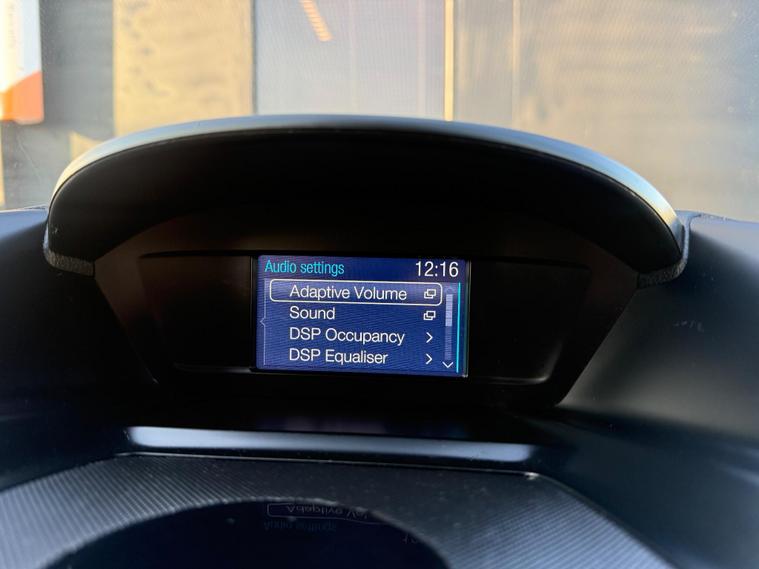 Audio settings 12:16
Adaptive Volume
Sound
DSP Occupancy
DSP Equaliser